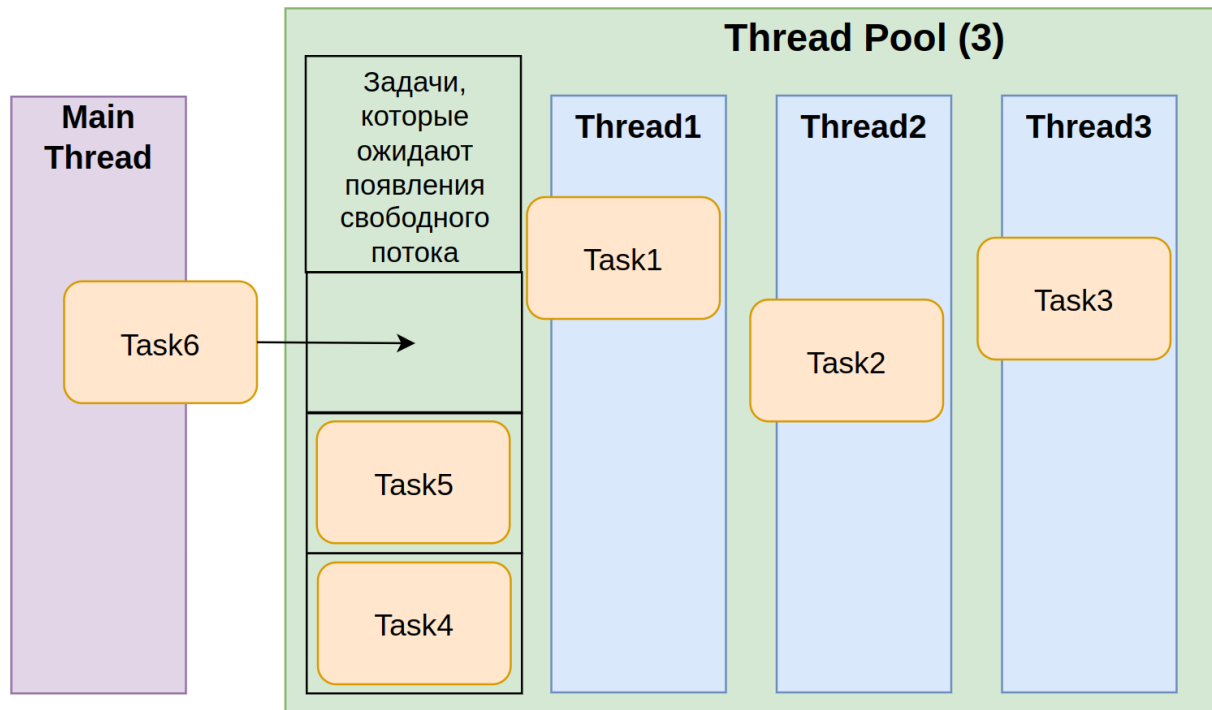 Thread Pool (3)
Main
Thread
Задачи,
которые
ожидают
появления
свободного
потока
Thread1
Thread2
Thread3
Task1
Task2
Task3
Task6
Task5
Task4